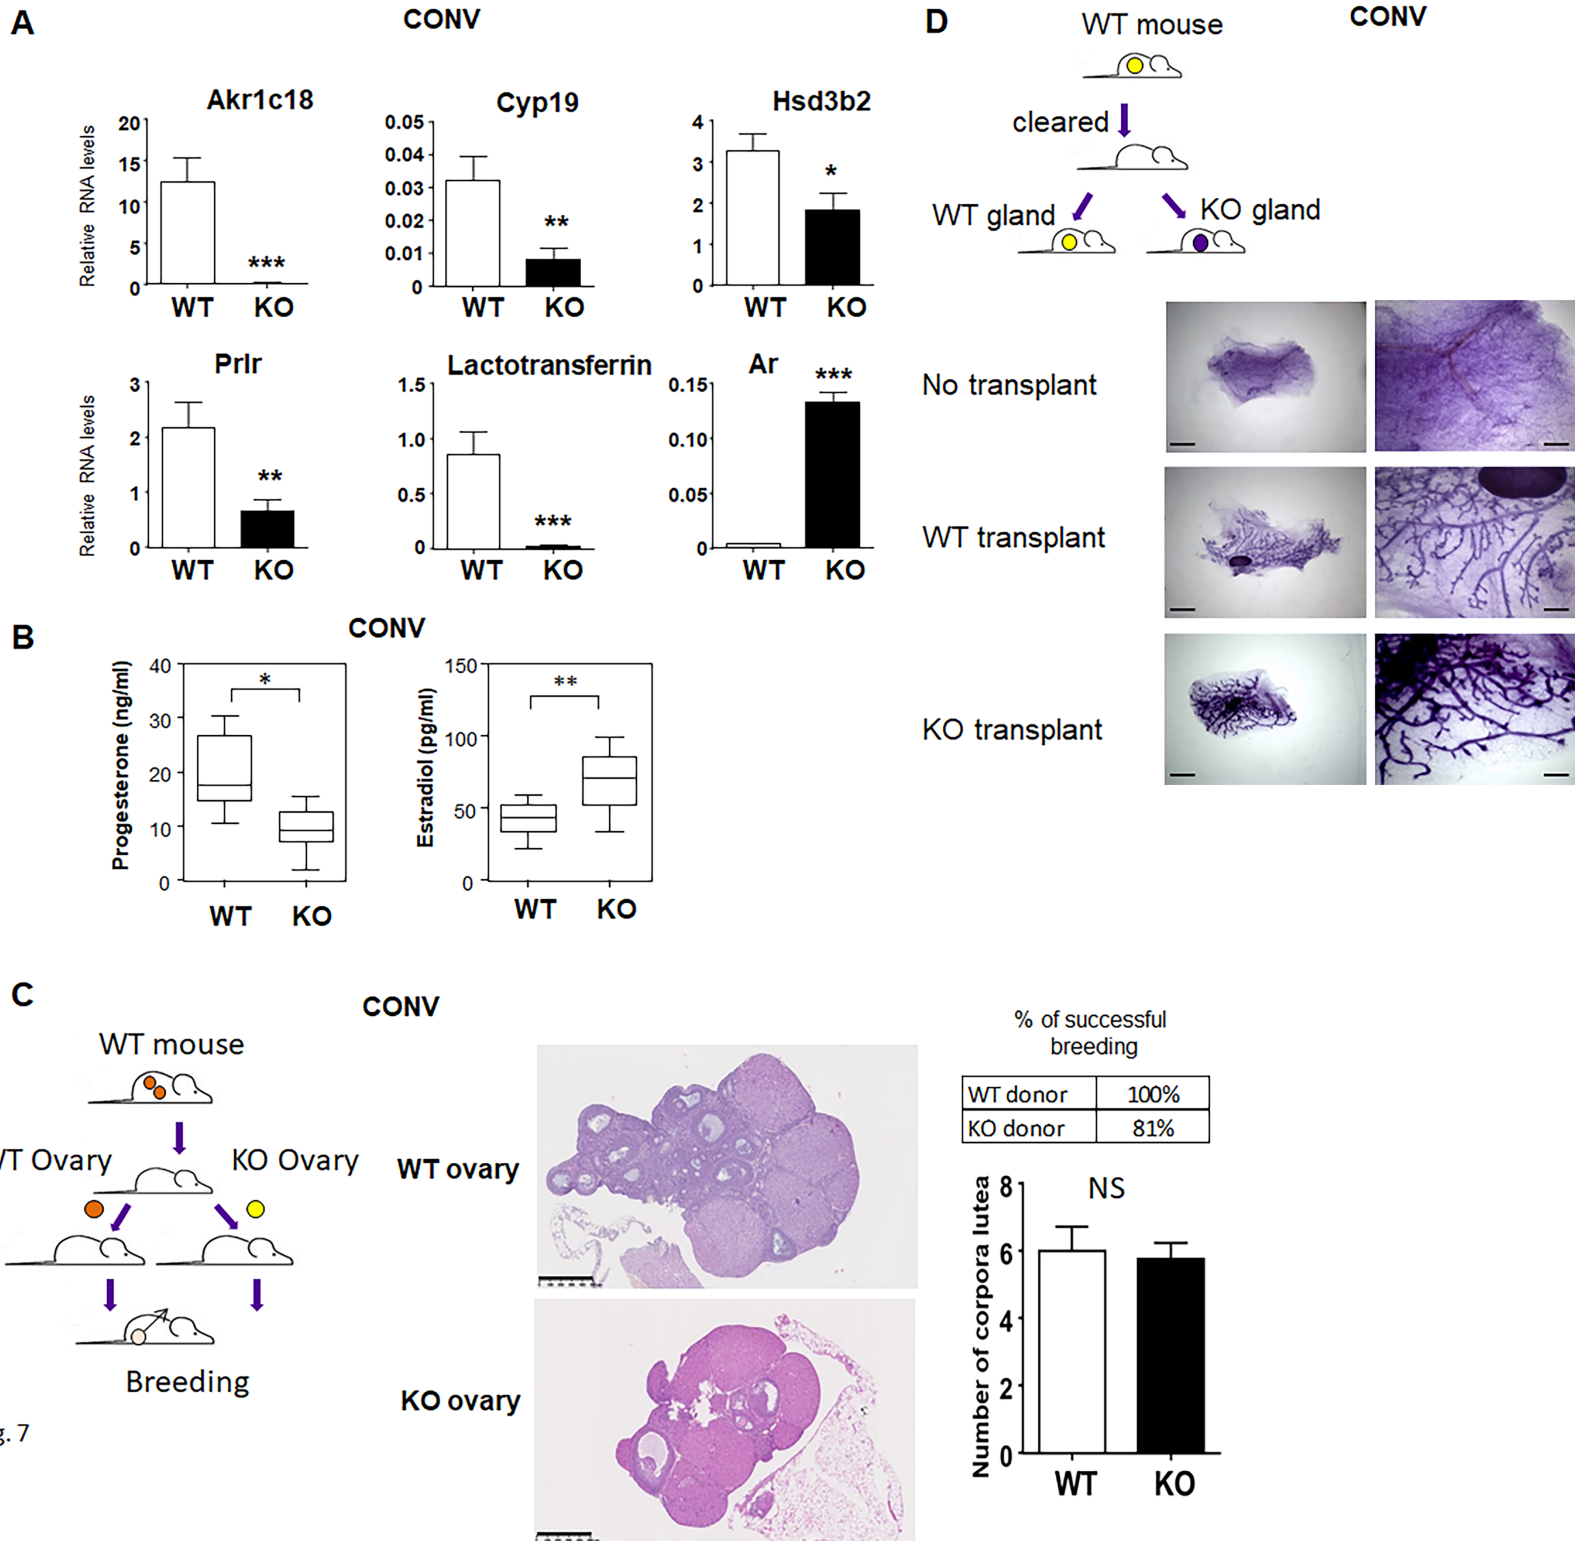 A
CONV
Akr1c18
Cyp19
Hsd3b2
Relative RNA levels
20
15
10
5
0
***
WT
KO
0.05
0.04
0.03
0.02
0.01
0
**
WT
KO
4
3
2
1
0
*
WT
KO
Prlr
Lactotransferrin
Ar
Relative RNA levels
3
2
1
0
**
WT
KO
1.5
1.0
0.5
0
***
WT
KO
0.15
0.10
0.05
0
***
WT
KO
B
CONV
Progesterone (ng/ml)
40
30
20
10
0
*
WT
KO
Estradiol (pg/ml)
150
100
50
0
**
WT
KO
C
CONV
WT mouse
VT Ovary
KO Ovary
Breeding
g. 7
WT ovary
KO ovary
% of successful
breeding
WT donor 100%
KO donor 81%
Number of corpora lutea
8
6
4
2
0
NS
WT
KO
D
CONV
WT mouse
cleared
WT gland
KO gland
No transplant
WT transplant
KO transplant